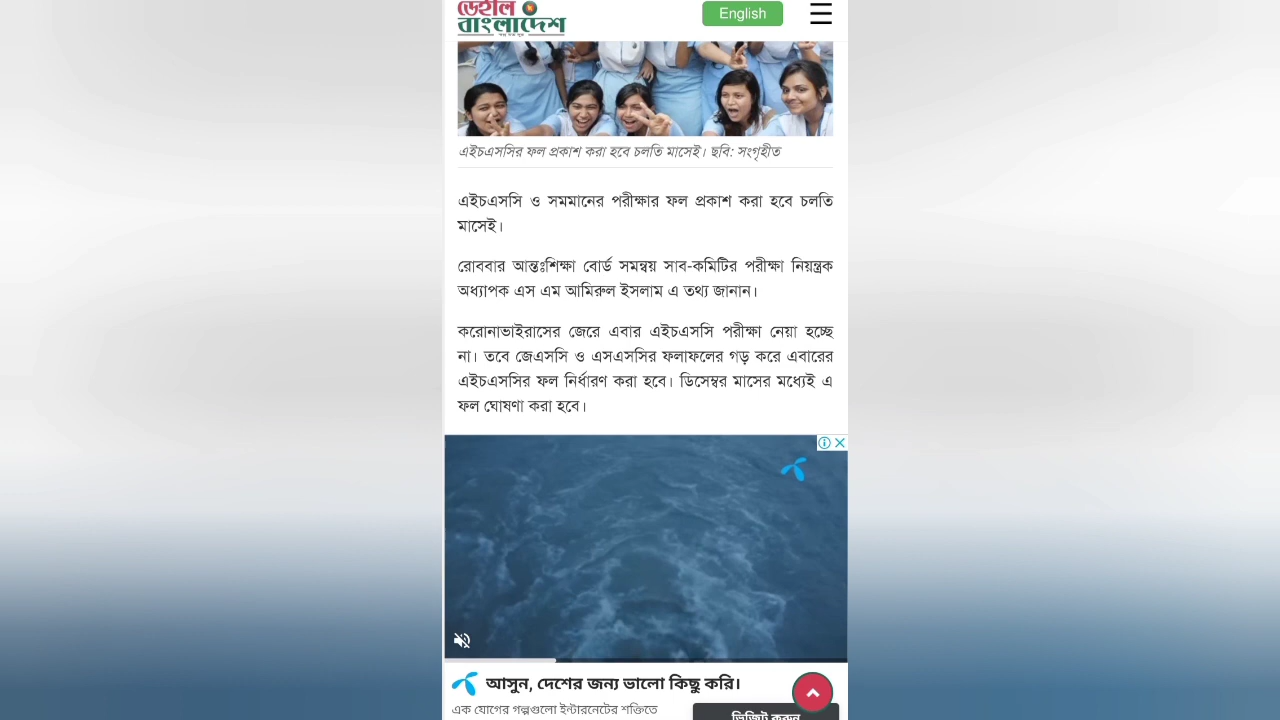 ডেইলি
বাংলাদেশ
English
এইচএসসির ফল প্রকাশ করা হবে চলতি মাসেই। ছবি: সংগৃহীত
এইচএসসি ও সমমানের পরীক্ষার ফল প্রকাশ করা হবে চলতি
মাসেই।
রোববার আন্তঃশিক্ষা বোর্ড সমন্বয় সাব-কমিটির পরীক্ষা নিয়ন্ত্রক
অধ্যাপক এস এম আমিরুল ইসলাম এ তথ্য জানান।
করোনাভাইরাসের জেরে এবার এইচএসসি পরীক্ষা নেয়া হচ্ছে
না। তবে জেএসসি ও এসএসসির ফলাফলের গড় করে এবারের
এইচএসসির ফল নির্ধারণ করা হবে। ডিসেম্বর মাসের মধ্যেই এ
ফল ঘোষণা করা হবে।
আসুন, দেশের জন্য ভালো কিছু করি।
এক যোগের গল্পগুলো ইন্টারনেটের শক্তিতে
ভিজিট করুন